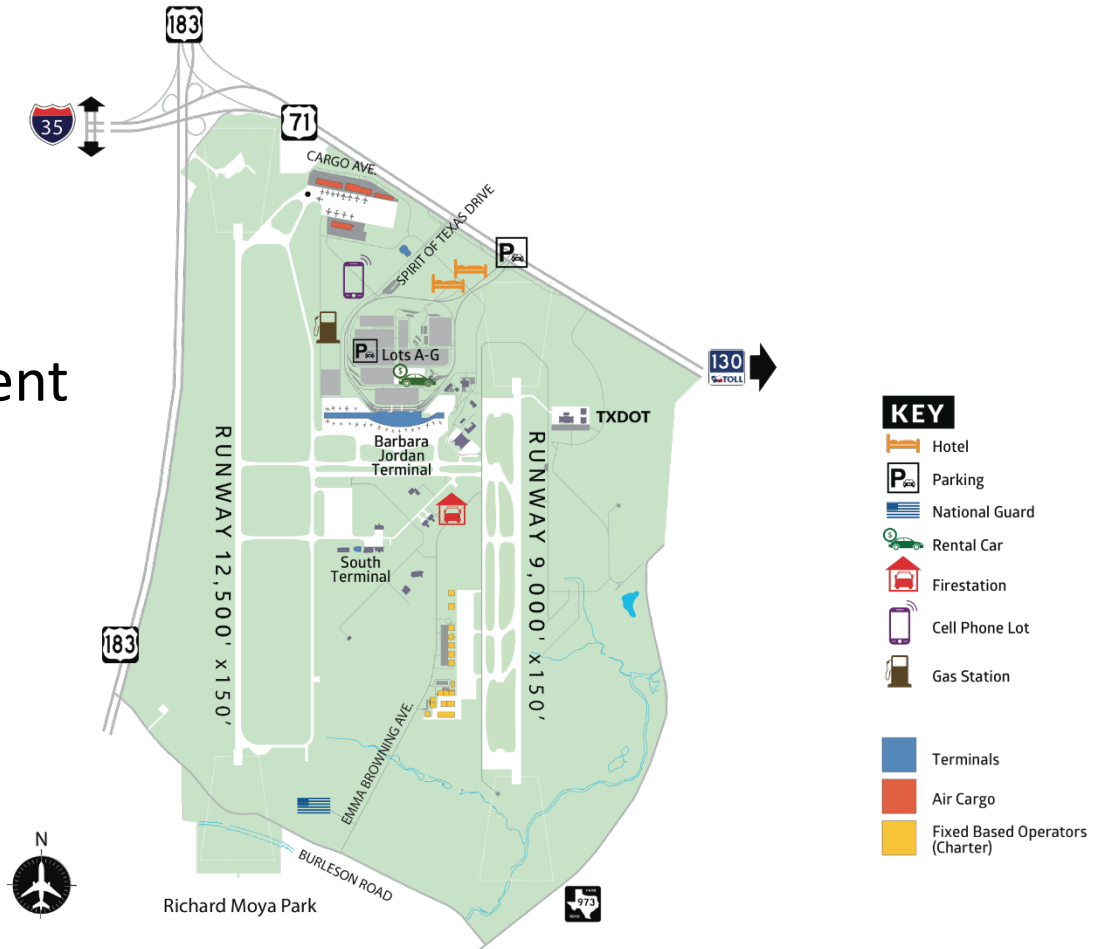 183
35
71
CARGO AVE.
SPIRIT OF TEXAS DRIVE
P
P
Lots A-G
$
ent
130
TOLL
TXDOT
Barbara
Jordan
Terminal
RUNWAY 12,500' x150'
RUNWAY 9,000' x150'
South
Terminal
183
EMMA BROWNING AVE.
BURLESON ROAD
N
Richard Moya Park
973
KEY
Hotel
P
Parking
National Guard
$
Rental Car
Firestation
Cell Phone Lot
Gas Station
Terminals
Air Cargo
Fixed Based Operators
(Charter)